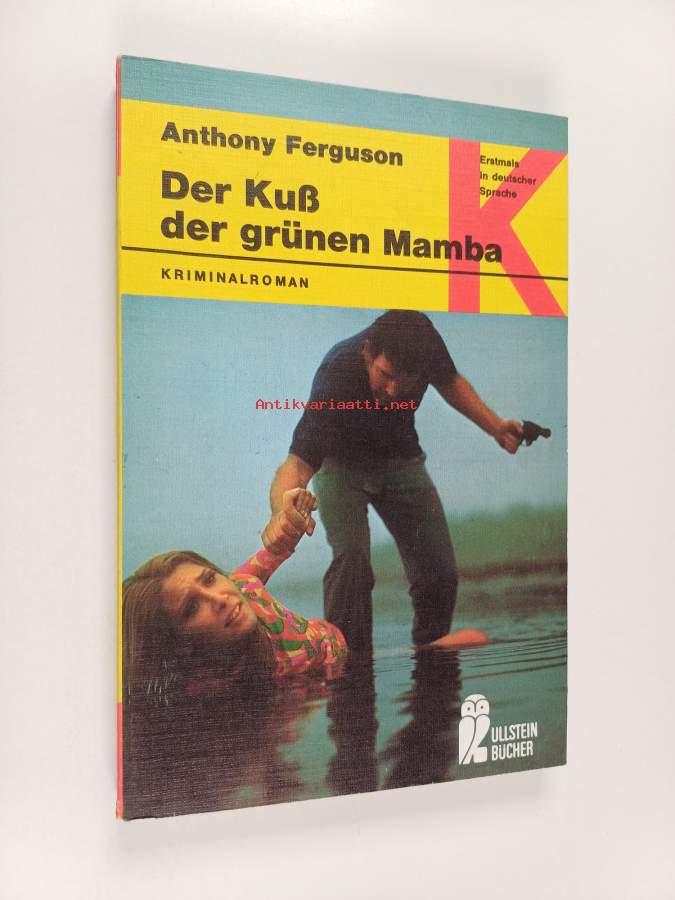 Anthony Ferguson
Der Kuß
der grünen Mamba
KRIMINALROMAN
K
Erstmals
in deutscher
Sprache
Antikvariaatti.net
ULLSTEIN
BÜCHER